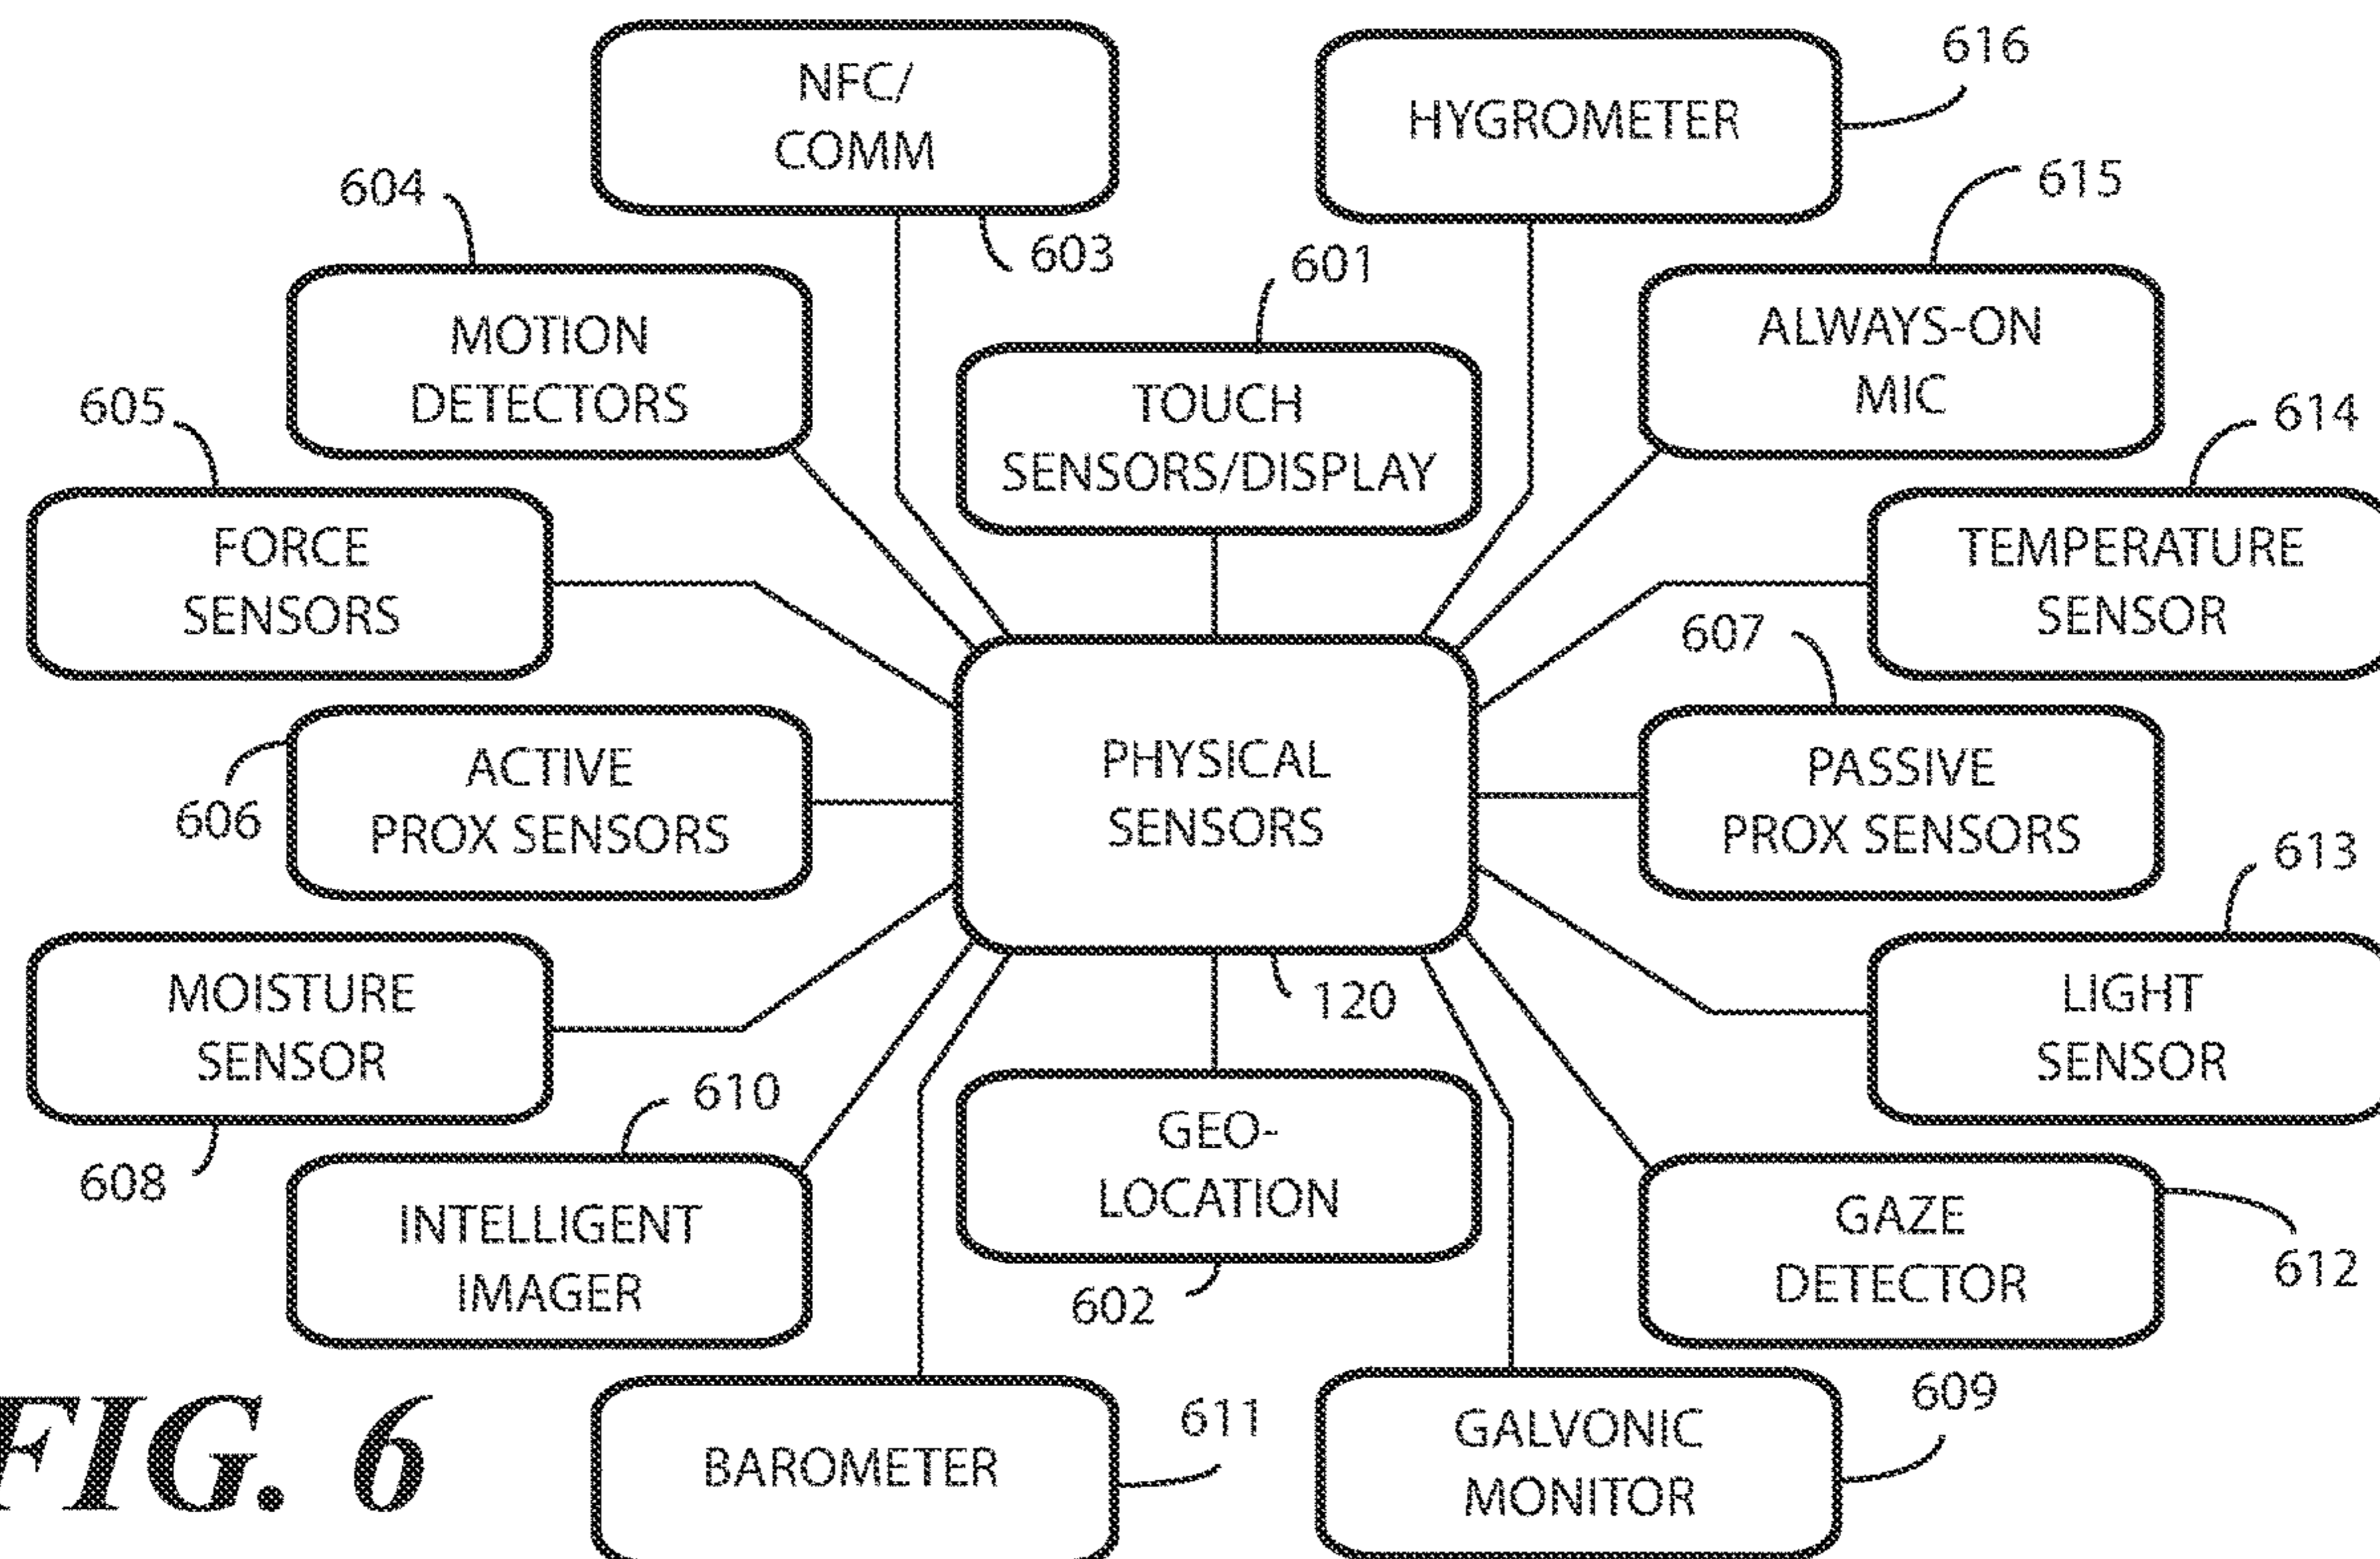 NFC/
COMM
603
HYGROMETER
616
604
MOTION
DETECTORS
601
TOUCH
SENSORS/DISPLAY
615
ALWAYS-ON
MIC
605
FORCE
SENSORS
614
TEMPERATURE
SENSOR
606
ACTIVE
PROX SENSORS
PHYSICAL
SENSORS
120
607
PASSIVE
PROX SENSORS
613
LIGHT
SENSOR
MOISTURE
SENSOR
608
610
INTELLIGENT
IMAGER
GEO-
LOCATION
602
GAZE
DETECTOR
612
BAROMETER
611
GALVONIC
MONITOR
609
FIG. 6